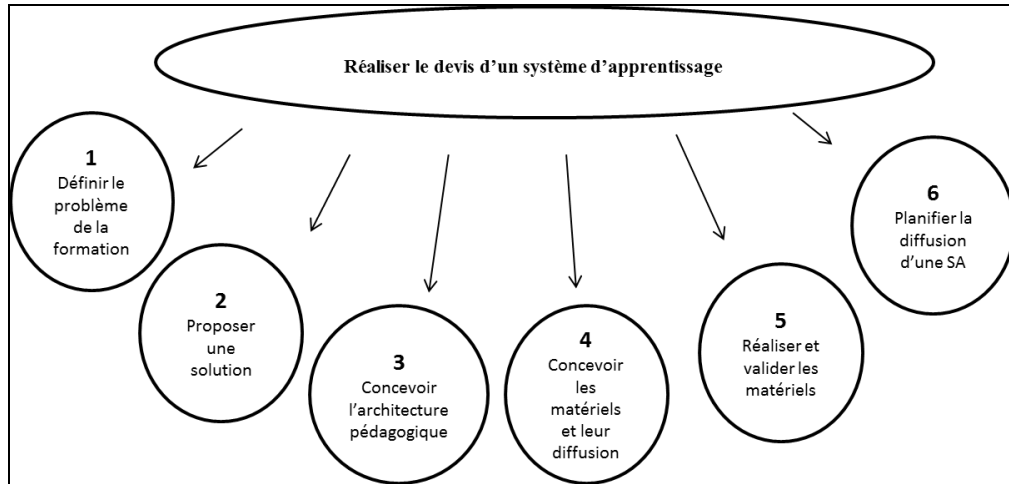 Réaliser le devis d'un système d'apprentissage
1
Définir le
problème
de la
formation
2
Proposer
une
solution
3
Concevoir
l'architecture
pédagogique
4
Concevoir
les
matériels
et leur
diffusion
5
Réaliser et
valider les
matériels
6
Planifier la
diffusion
d'une SA